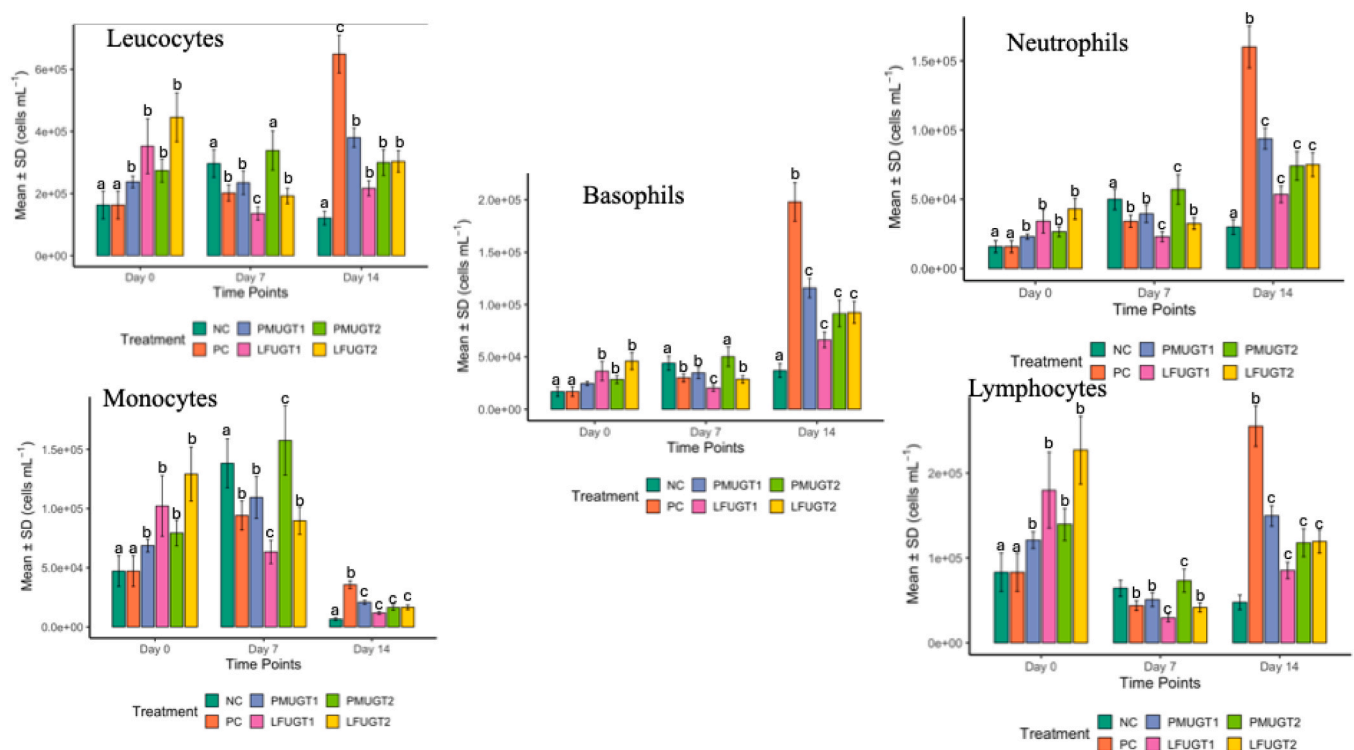 Leucocytes
Mean ± SD (cells mL⁻¹)
6e+05
4e+05
2e+05
0e+00
a a b b b b
a b b c a b
a c b b b b
Day 0 Day 7 Day 14
Time Points
Treatment NC PMUGT1 PMUGT2
PC LFUGT1 LFUGT2
Monocytes
Mean ± SD (cells mL⁻¹)
1.5e+05
1.0e+05
5.0e+04
0.0e+00
a a b b b b
a b b c c b
a b c c c c
Day 0 Day 7 Day 14
Time Points
Treatment NC PMUGT1 PMUGT2
PC LFUGT1 LFUGT2
Basophils
Mean ± SD (cells mL⁻¹)
2.0e+05
1.5e+05
1.0e+05
5.0e+04
0.0e+00
a a b b b
a b b c a b
a b c c c c
Day 0 Day 7 Day 14
Time Points
Treatment NC PMUGT1 PMUGT2
PC LFUGT1 LFUGT2
Neutrophils
Mean ± SD (cells mL⁻¹)
1.5e+05
1.0e+05
5.0e+04
0.0e+00
a a b b b b
a b b c c b
a b c c c c
Day 0 Day 7 Day 14
Time Points
Treatment NC PMUGT1 PMUGT2
PC LFUGT1 LFUGT2
Lymphocytes
Mean ± SD (cells mL⁻¹)
2e+05
1e+05
0e+00
a a b b b b
b b c c b
b c c c c
Day 0 Day 7 Day 14
Time Points
Treatment NC PMUGT1 PMUGT2
PC LFUGT1 LFUGT2